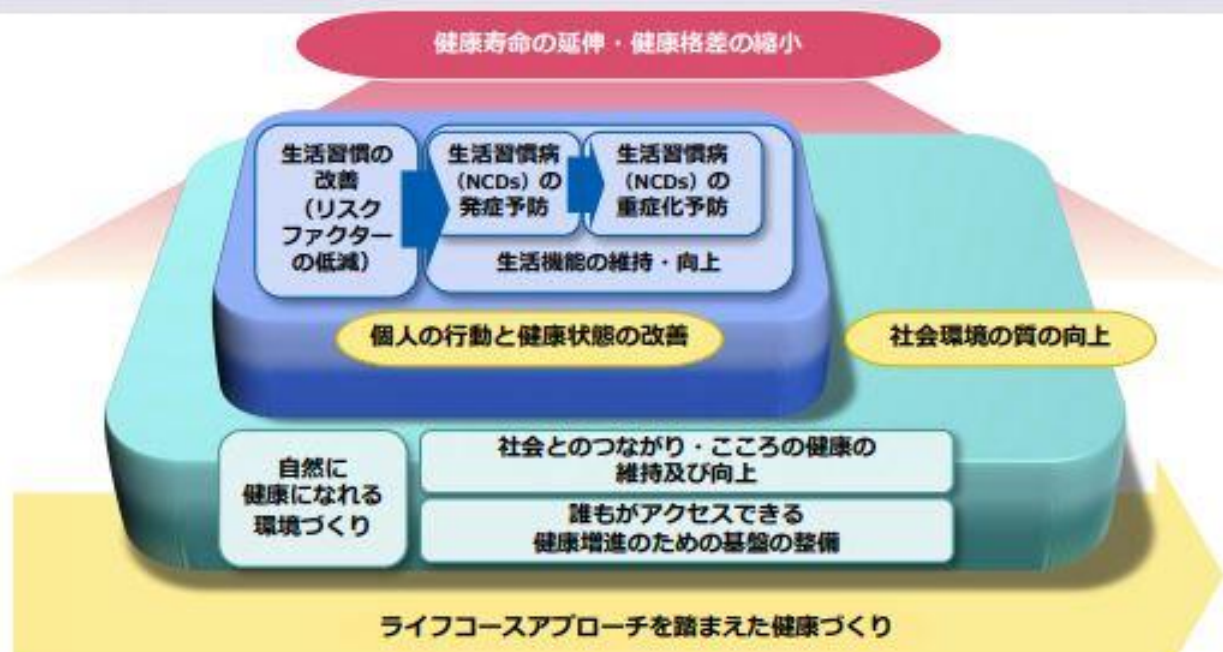 健康寿命の延伸・健康格差の縮小
生活習慣の
改善
（リスク
ファクター
の低減）
生活習慣病
（NCDs）の
発症予防
生活習慣病
（NCDs）の
重症化予防
生活機能の維持・向上
個人の行動と健康状態の改善
社会環境の質の向上
自然に
健康になれる
環境づくり
社会とのつながり・こころの健康の
維持及び向上
誰もがアクセスできる
健康増進のための基盤の整備
ライフコースアプローチを踏まえた健康づくり